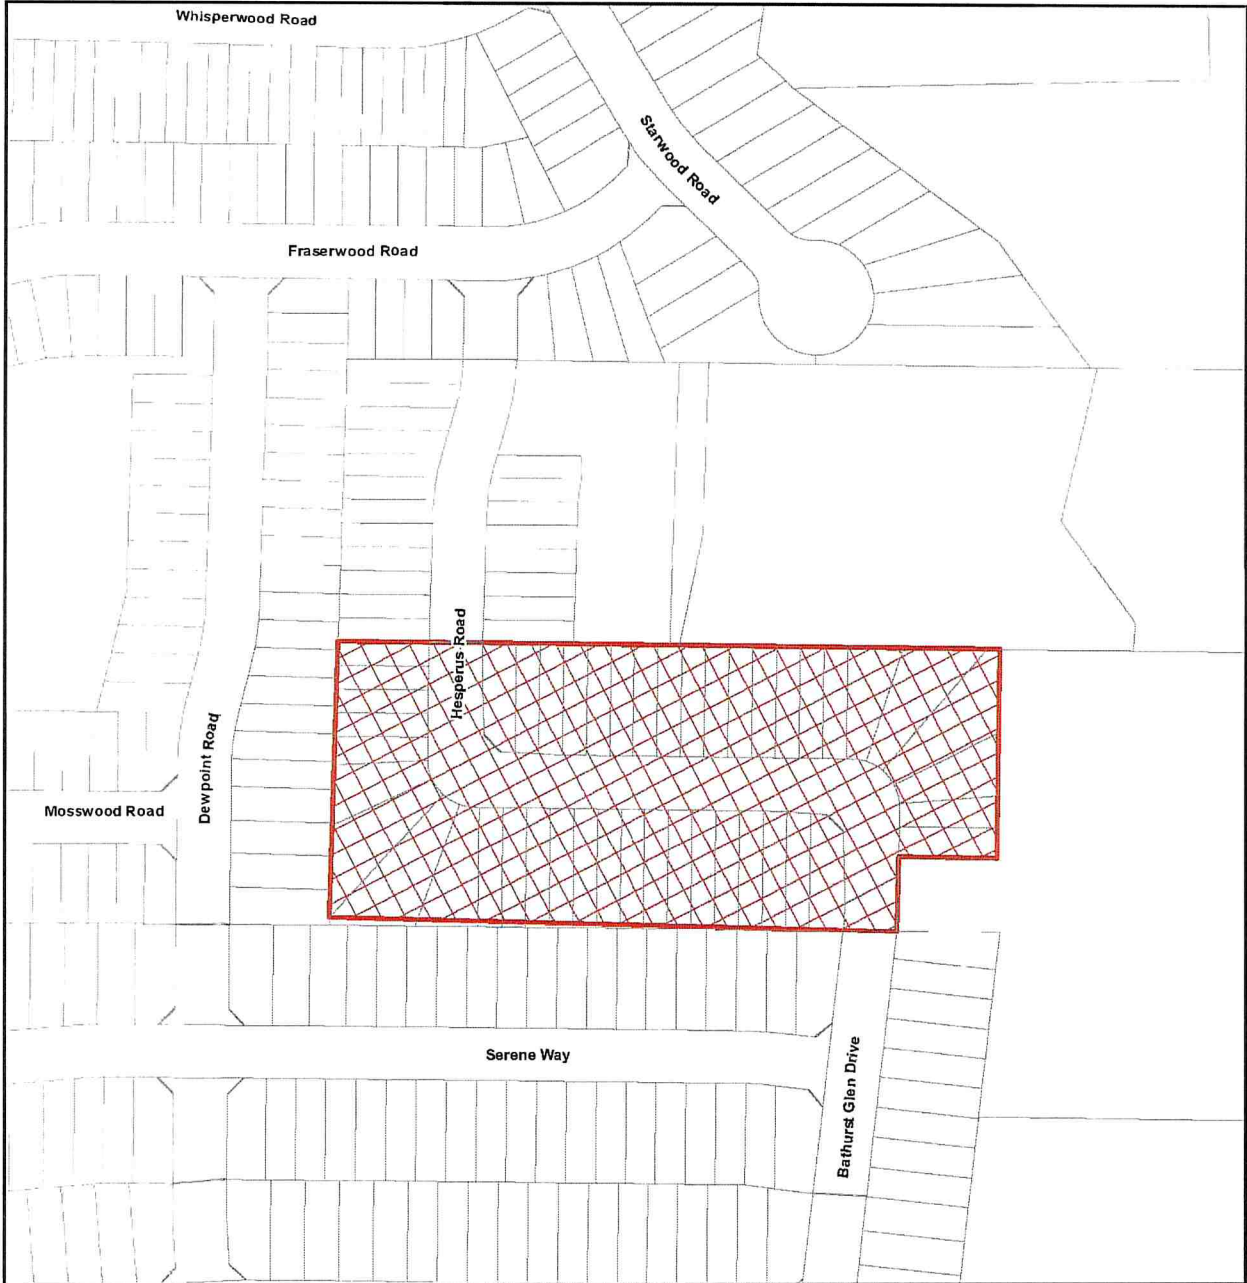 Whisperwood Road
Starwood Road
Fraserwood Road
Hesperus Road
Dewpoint Road
Mosswood Road
Serene Way
Bathurst Glen Drive